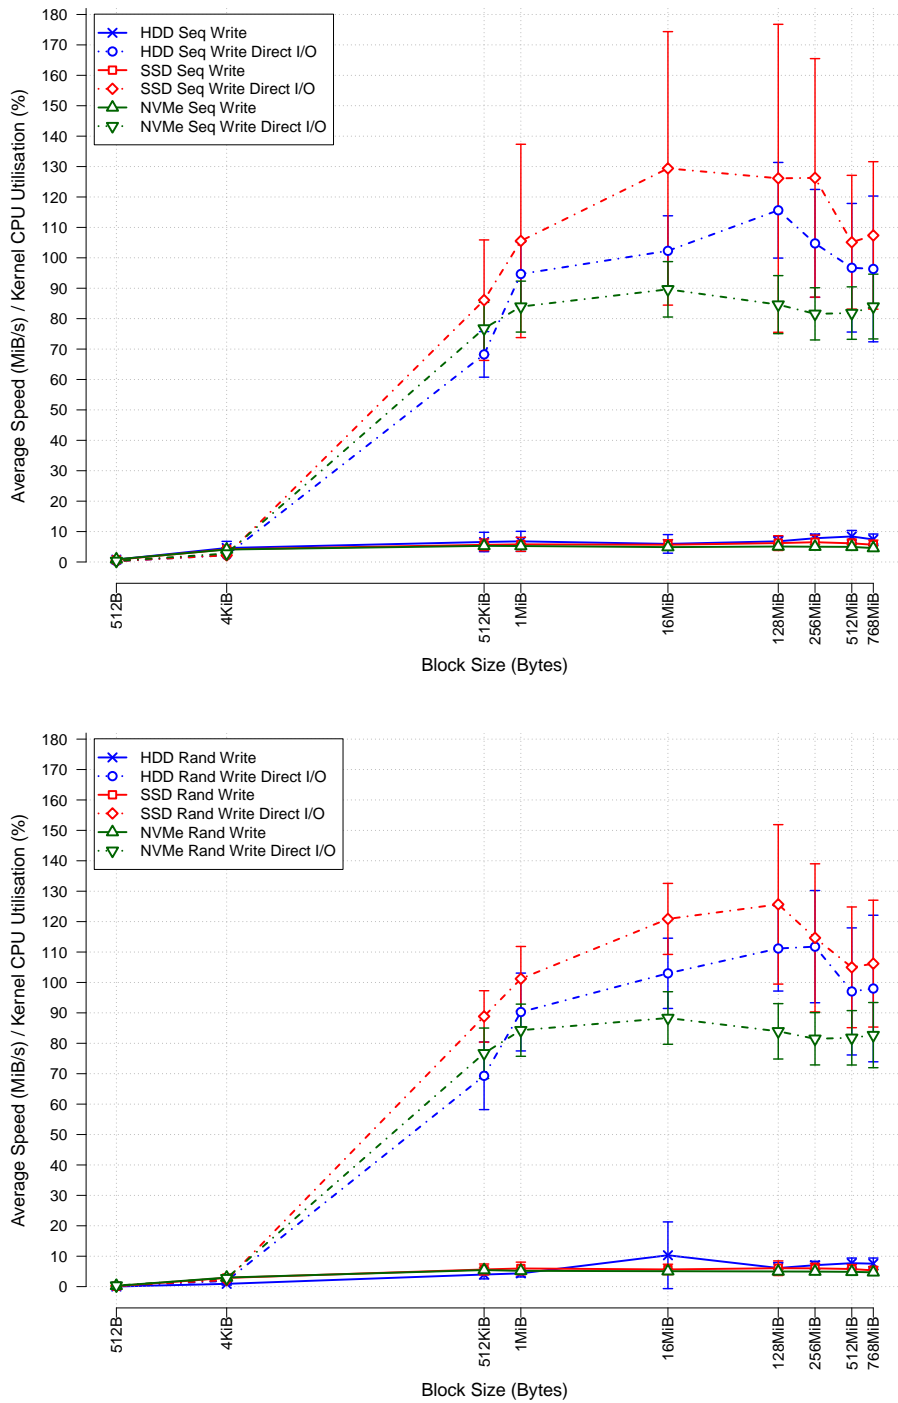 180
170
160
150
140
130
120
110
100
90
80
70
60
50
40
30
20
10
0
Average Speed (MiB/s) / Kernel CPU Utilisation (%)
HDD Seq Write
HDD Seq Write Direct I/O
SSD Seq Write
SSD Seq Write Direct I/O
NVMe Seq Write
NVMe Seq Write Direct I/O
512B
4KiB
512KiB
1MiB
16MiB
128MiB
256MiB
512MiB
768MiB
Block Size (Bytes)
180
170
160
150
140
130
120
110
100
90
80
70
60
50
40
30
20
10
0
Average Speed (MiB/s) / Kernel CPU Utilisation (%)
HDD Rand Write
HDD Rand Write Direct I/O
SSD Rand Write
SSD Rand Write Direct I/O
NVMe Rand Write
NVMe Rand Write Direct I/O
512B
4KiB
512KiB
1MiB
16MiB
128MiB
256MiB
512MiB
768MiB
Block Size (Bytes)